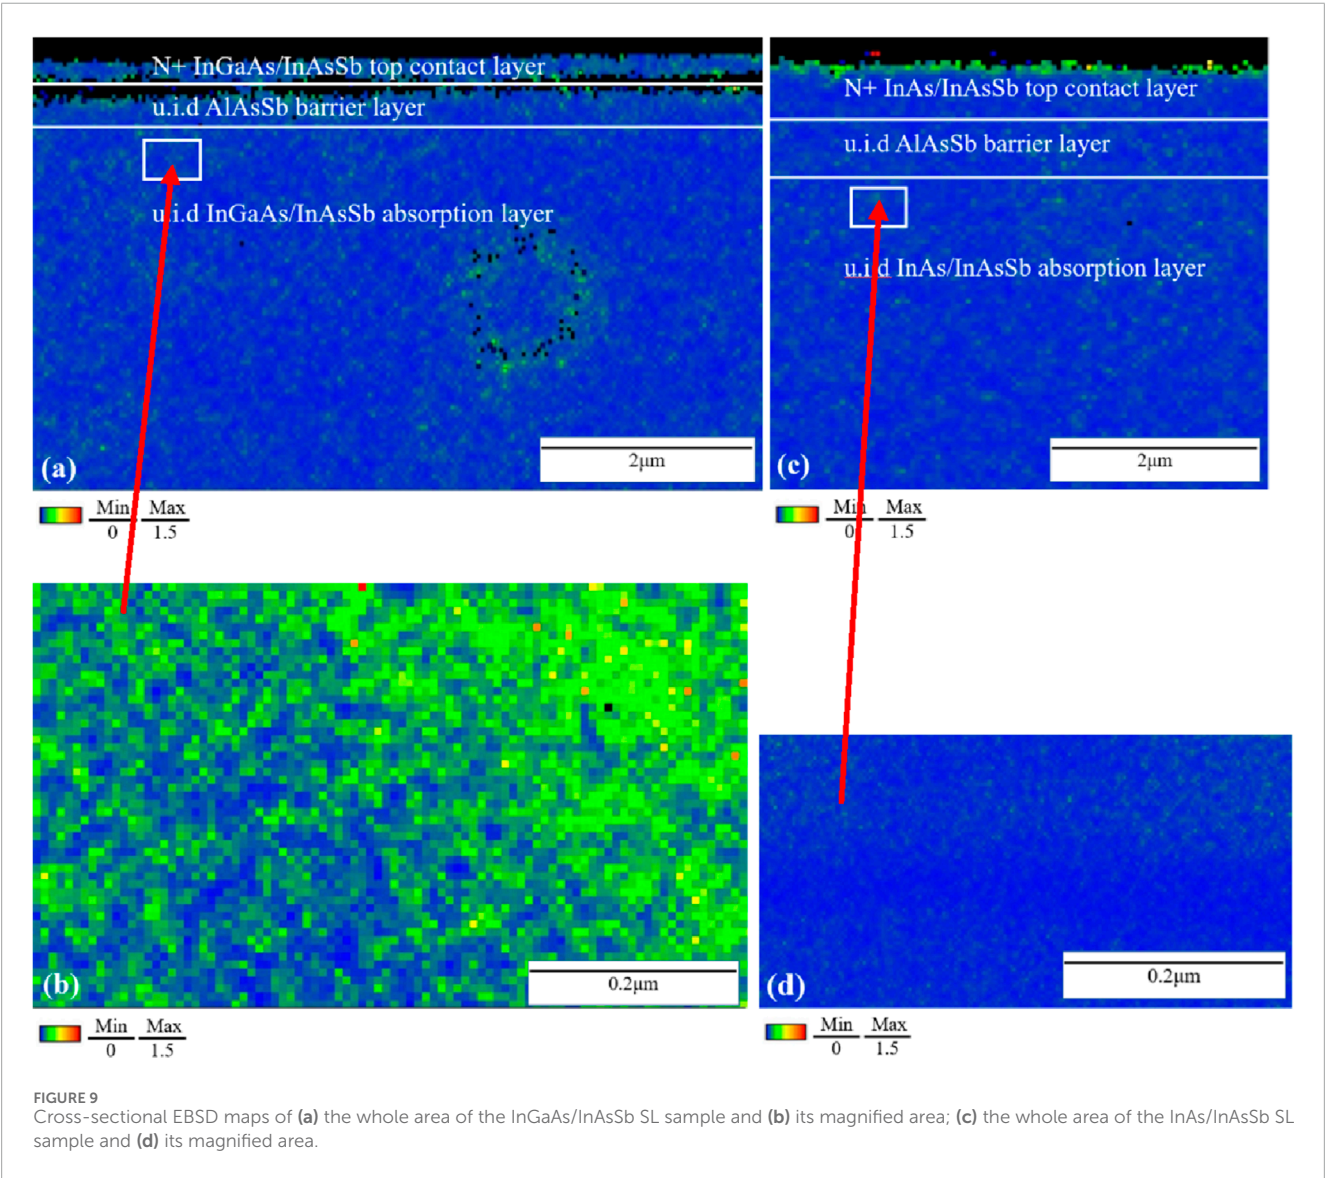 N+ InGaAs/InAsSb top contact layer
u.i.d AlAsSb barrier layer
u.i.d InGaAs/InAsSb absorption layer
(a)
2μm
Min Max
0 1.5
N+ InAs/InAsSb top contact layer
u.i.d AlAsSb barrier layer
u.i.d InAs/InAsSb absorption layer
(c)
2μm
Min Max
0 1.5
(b)
0.2μm
Min Max
0 1.5
(d)
0.2μm
Min Max
0 1.5
FIGURE 9
Cross-sectional EBSD maps of (a) the whole area of the InGaAs/InAsSb SL sample and (b) its magnified area; (c) the whole area of the InAs/InAsSb SL
sample and (d) its magnified area.